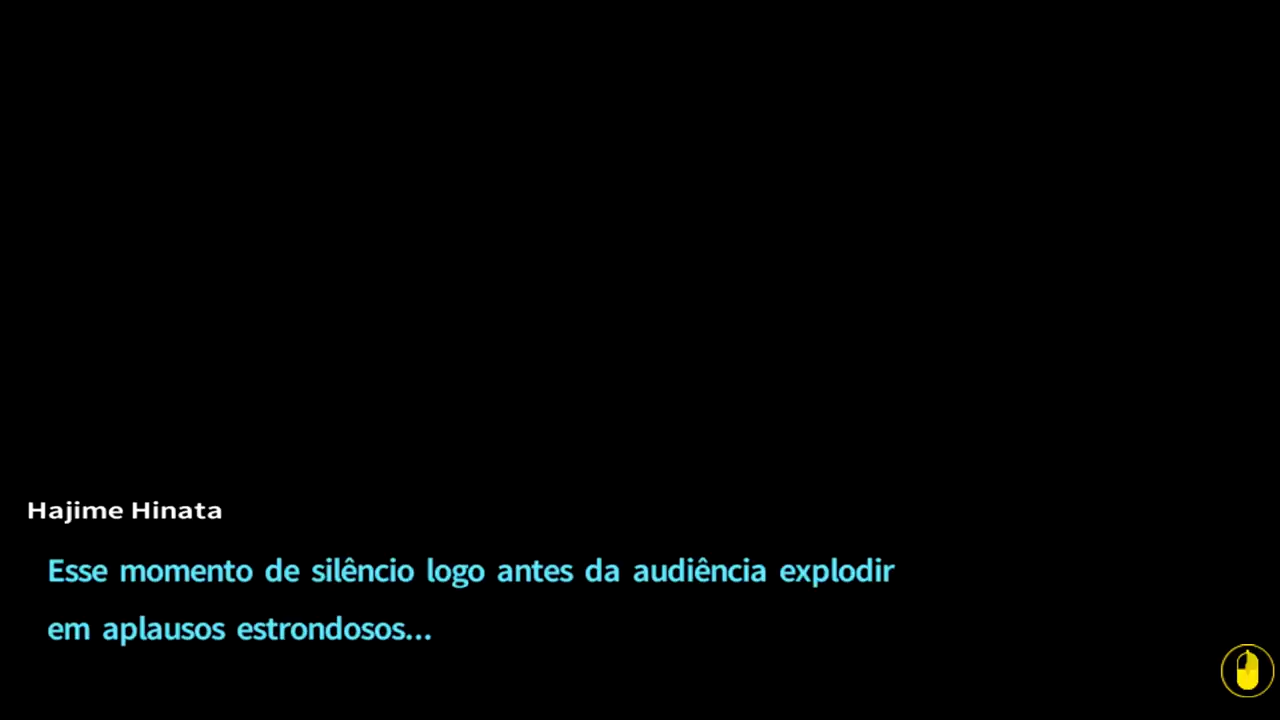 Hajime Hinata
Esse momento de silêncio logo antes da audiência explodir
em aplausos estrondosos...